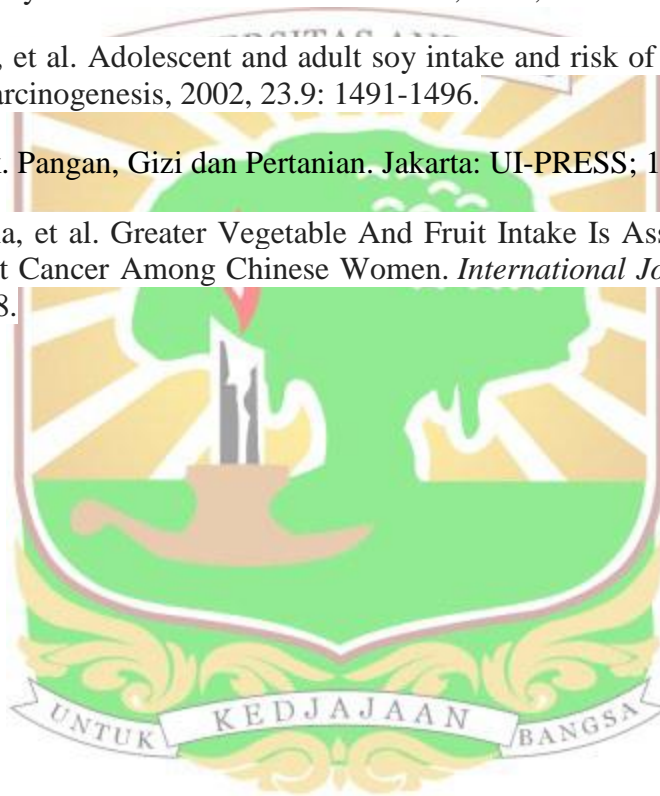 , et al. Adolescent and adult soy intake and risk of
arcinogenesis, 2002, 23.9: 1491-1496.
. Pangan, Gizi dan Pertanian. Jakarta: UI-PRESS; 1
a, et al. Greater Vegetable And Fruit Intake Is Ass
t Cancer Among Chinese Women. International Jo
8.
UNTUK KEDJAJAAN BANGSA